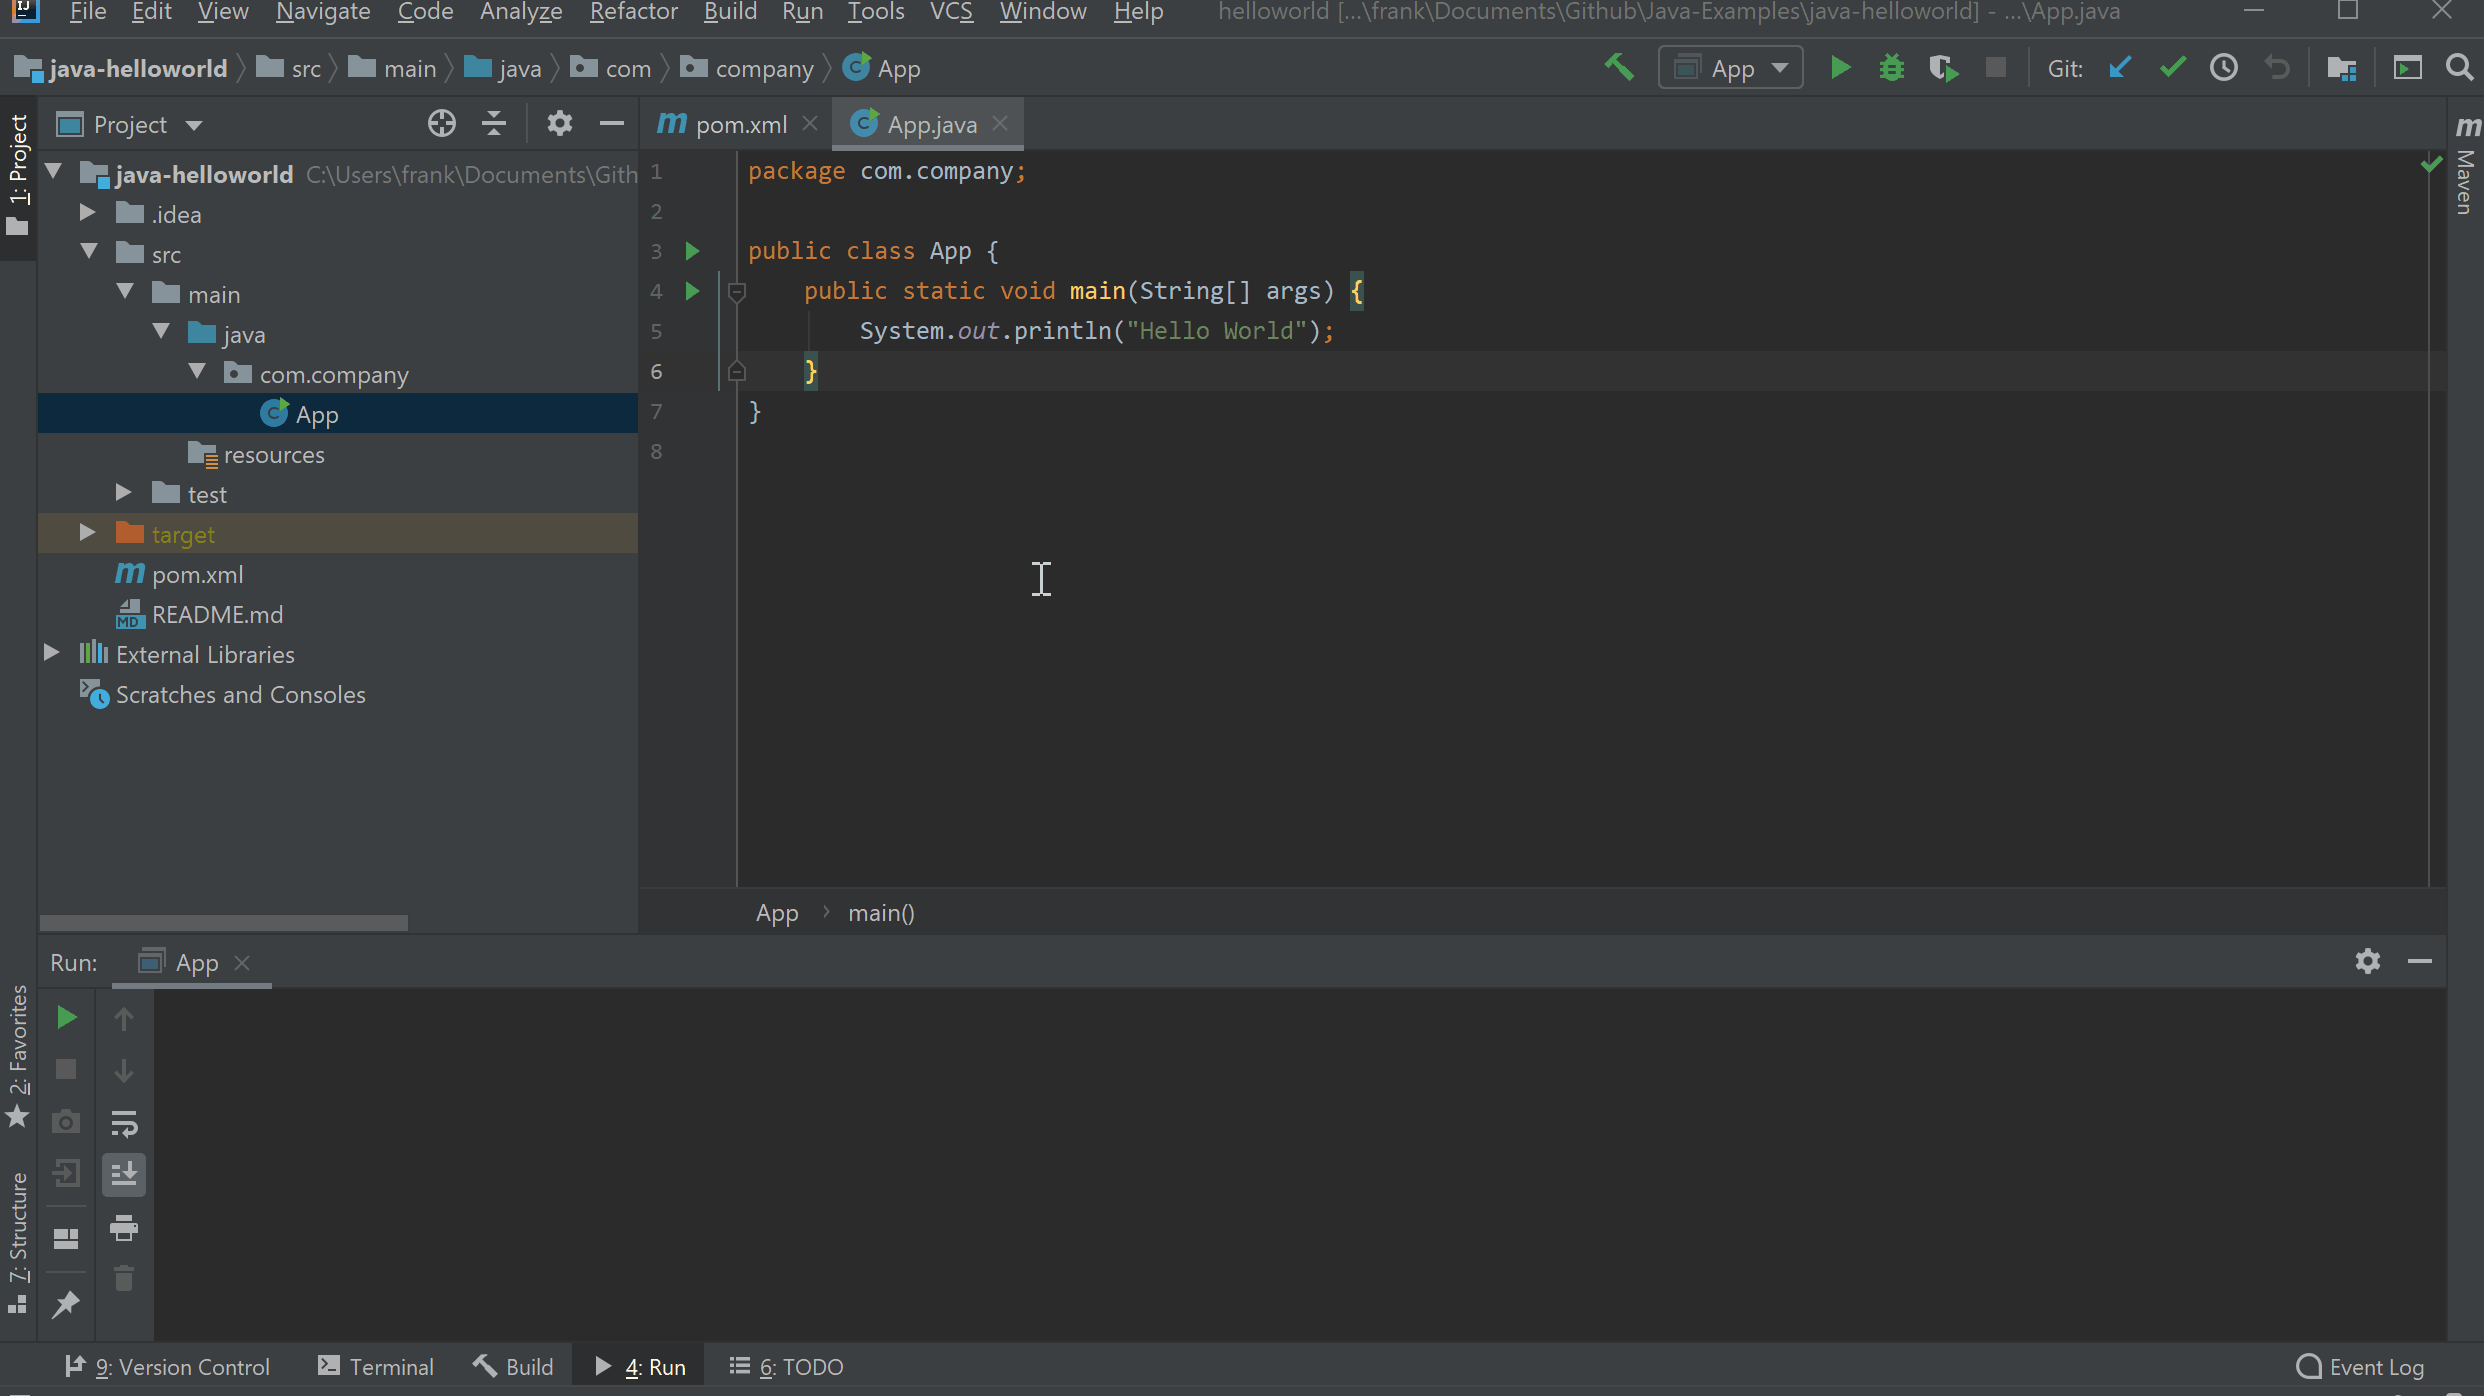 File Edit View Navigate Code Analyze Refactor Build Run Tools VCS Window Help helloworld [...\frank\Documents\Github\Java-Examples\java-helloworld] - ...\App.java
java-helloworld src main java com company App App Git:
1: Project
Project
pom.xml App.java
java-helloworld C:\Users\frank\Documents\Gith
.idea
src
main
java
com.company
App
resources
test
target
pom.xml
README.md
External Libraries
Scratches and Consoles
1 package com.company;
2
3 public class App {
4 public static void main(String[] args) {
5 System.out.println("Hello World");
6 }
7 }
8
Maven
App main()
Run: App
2: Favorites
7: Structure
9: Version Control Terminal Build 4: Run 6: TODO Event Log